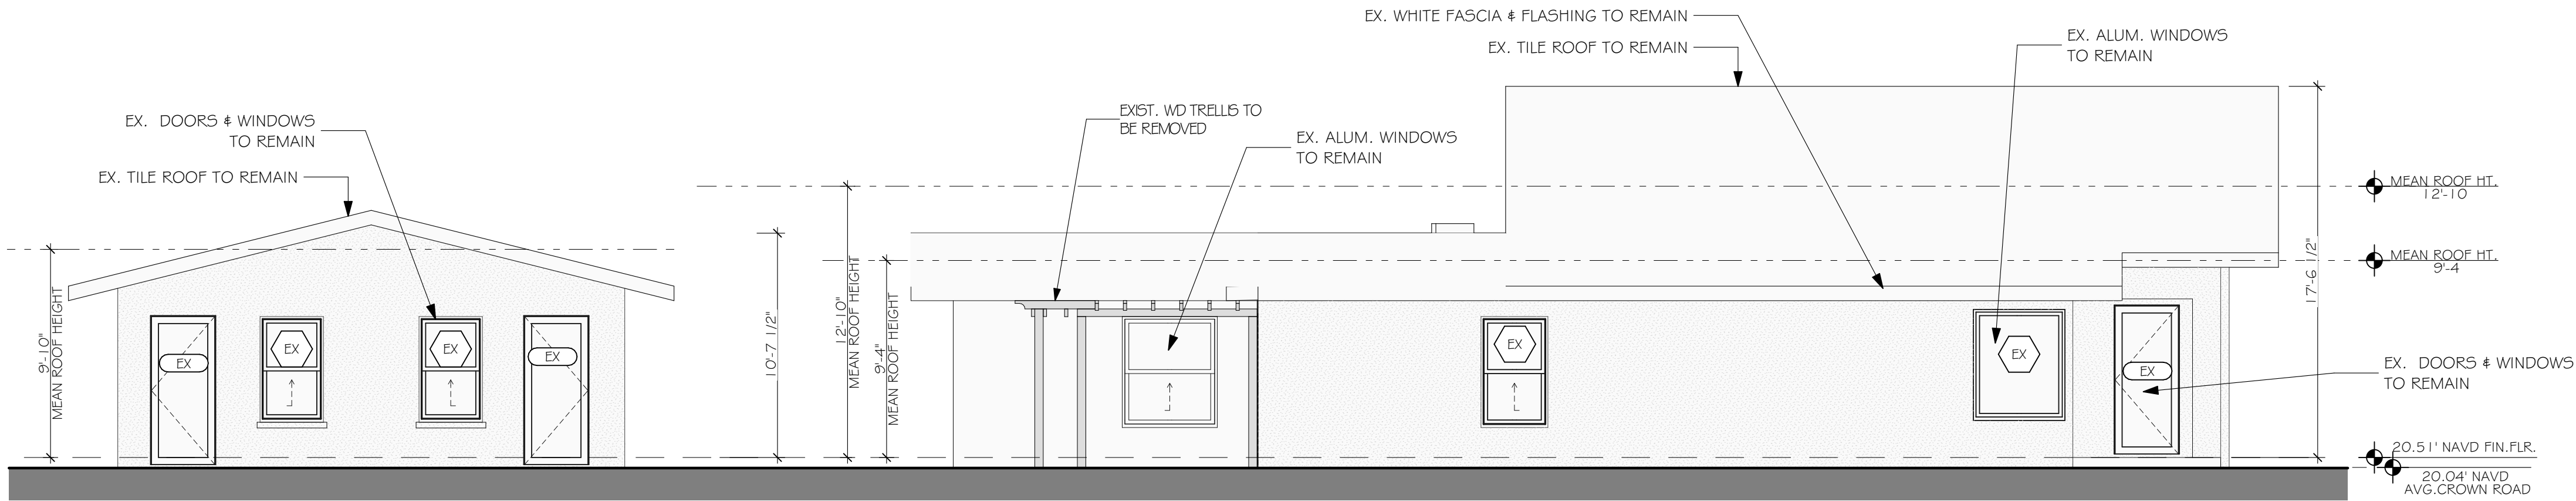 EX. WHITE FASCIA & FLASHING TO REMAIN
EX. TILE ROOF TO REMAIN
EX. ALUM. WINDOWS
TO REMAIN
EX. DOORS & WINDOWS
TO REMAIN
EX. TILE ROOF TO REMAIN
EXIST. WD TRELLIS TO
BE REMOVED
EX. ALUM. WINDOWS
TO REMAIN
MEAN ROOF HT.
12'-10
MEAN ROOF HT.
9'-4
9'-10"
MEAN ROOF HEIGHT
EX
EX
EX
EX
10'-7 1/2"
12'-10"
MEAN ROOF HEIGHT
9'-4"
MEAN ROOF HEIGHT
EX
EX
EX
17'-6 1/2"
EX. DOORS & WINDOWS
TO REMAIN
20.51' NAVD FIN.FLR.
20.04' NAVD
AVG.CROWN ROAD